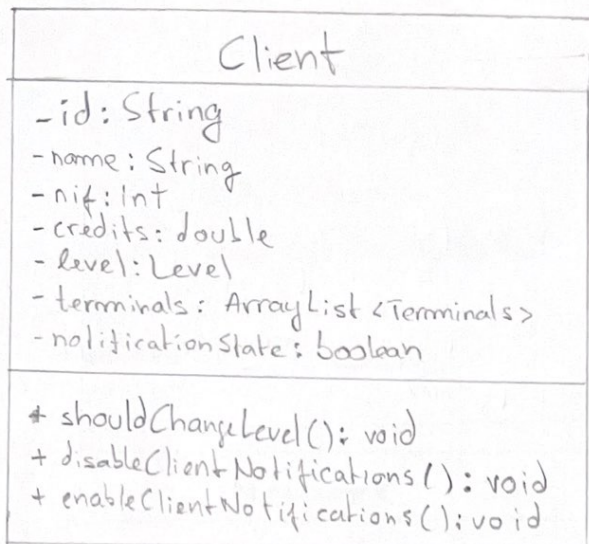 Client
-id: String
-name: String
-nif: Int
-credits: double
-level: Level
-terminals: ArrayList <Terminals>
-notificationState: boolean
+ shouldChangeLevel(): void
+ disableClientNotifications(): void
+ enableClientNotifications(): void